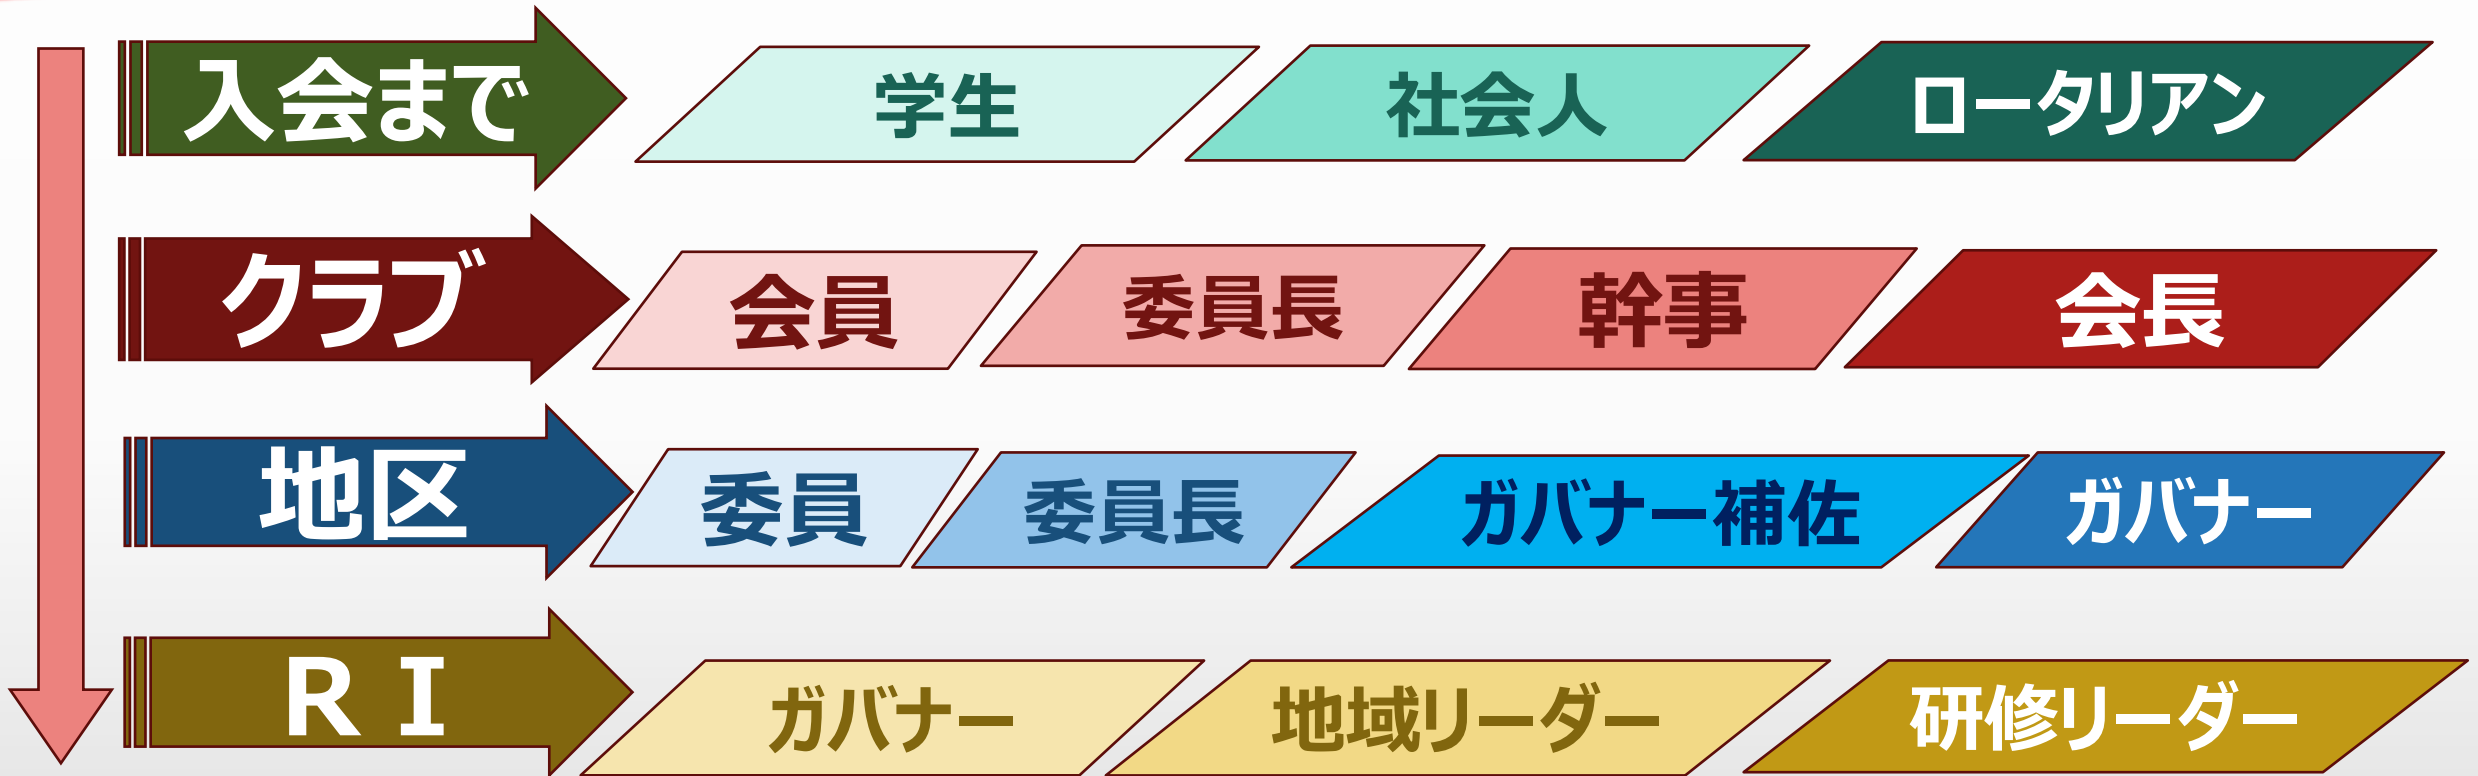 入会まで 学生 社会人 ロータリアン
クラブ 会員 委員長 幹事 会長
地区 委員 委員長 ガバナー補佐 ガバナー
ＲＩ ガバナー 地域リーダー 研修リーダー